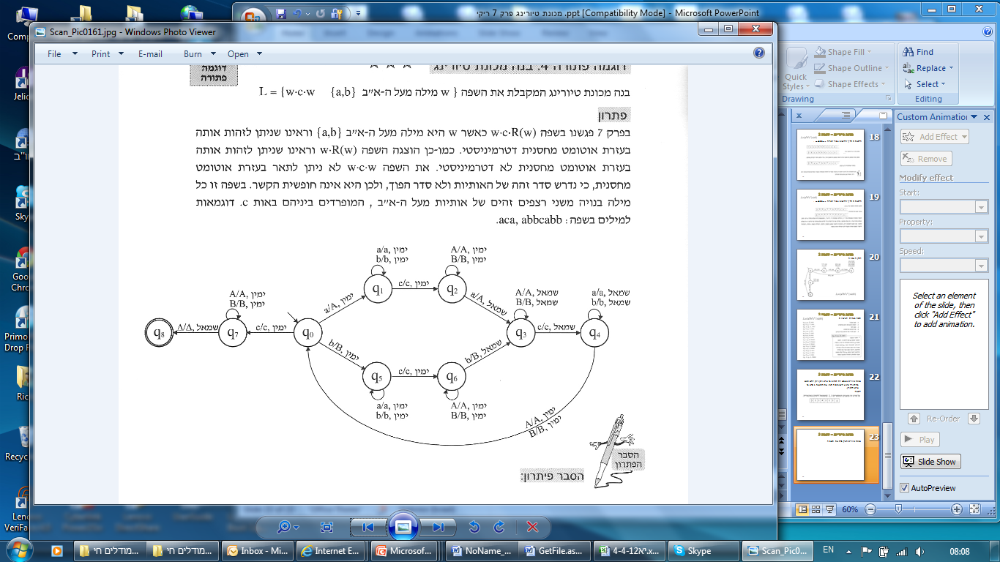 Comp
Jelic
Sky
Goo
Chro
Primo
Drop F
Ric
Recyc
Leno
VeriFa
מכונת טיורינג פרק 7 ריקי .ppt [Compatibility Mode] - Microsoft PowerPoint
Scan_Pic0161.jpg - Windows Photo Viewer
File Print E-mail Burn Open
דוגמה פתורה 4: בנה מכונת טיורינג
דוגמה
פתורה
בנה מכונת טיורינג המקבלת את השפה { w מילה מעל ה-א״ב {a,b} L = {w·c·w
פתרון
בפרק 7 פגשנו בשפה w·c·R(w) כאשר w היא מילה מעל ה-א״ב {a,b} וראינו שניתן לזהות אותה
בעזרת אוטומט מחסנית דטרמיניסטי. כמו-כן הוצגה השפה w·R(w) וראינו שניתן לזהות אותה
בעזרת אוטומט מחסנית לא דטרמיניסטי. את השפה w·c·w לא ניתן לתאר בעזרת אוטומט
מחסנית, כי נדרש סדר זהה של האותיות ולא סדר הפוך, ולכן היא אינה חופשית הקשר. בשפה זו כל
מילה בנויה משני רצפים זהים של אותיות מעל ה-א״ב , המופרדים ביניהם באות c. דוגמאות
למילים בשפה: aca, abbcabb.
a/a, ימין
b/b, ימין
A/A, ימין
B/B, ימין
q1
c/c, ימין
q2
a/A, ימין
a/A, שמאל
A/A, ימין
B/B, ימין
A/A, שמאל
B/B, שמאל
a/a, שמאל
b/b, שמאל
q8
Δ/Δ, שמאל
q7
c/c, ימין
q0
q3
c/c, שמאל
q4
b/B, ימין
b/B, שמאל
q5
c/c, ימין
q6
a/a, ימין
b/b, ימין
A/A, ימין
B/B, ימין
A/A, ימין
B/B, ימין
הסבר
הפתרון
הסבר פיתרון:
Shape Fill
Shape Outline
Shape Effects
Quick
Styles
Drawing
Find
Replace
Select
Editing
18
19
20
21
22
23
Custom Animation
Add Effect
Remove
Modify effect
Start:
Property:
Speed:
Select an element
of the slide, then
click "Add Effect"
to add animation.
Re-Order
Play
Slide Show
AutoPreview
60%
מודלים חי...
מודלים חי...
Inbox - Mi...
Internet E...
Microsof...
NoName_...
GetFile.as...
4-4-12יא.x...
Skype
Scan_Pic0...
EN
08:08